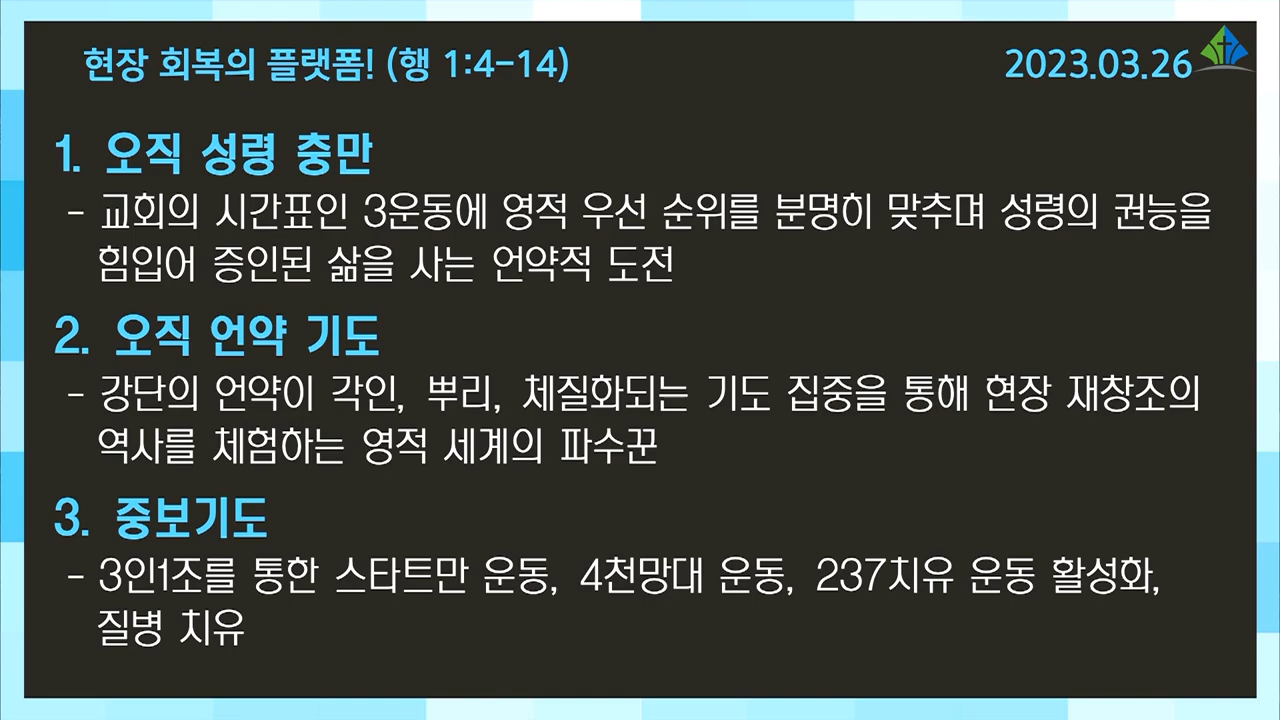 현장 회복의 플랫폼! (행 1:4-14)
2023.03.26
1. 오직 성령 충만
- 교회의 시간표인 3운동에 영적 우선 순위를 분명히 맞추며 성령의 권능을
힘입어 증인된 삶을 사는 언약적 도전
2. 오직 언약 기도
- 강단의 언약이 각인, 뿌리, 체질화되는 기도 집중을 통해 현장 재창조의
역사를 체험하는 영적 세계의 파수꾼
3. 중보기도
- 3인1조를 통한 스타트만 운동, 4천망대 운동, 237치유 운동 활성화,
질병 치유